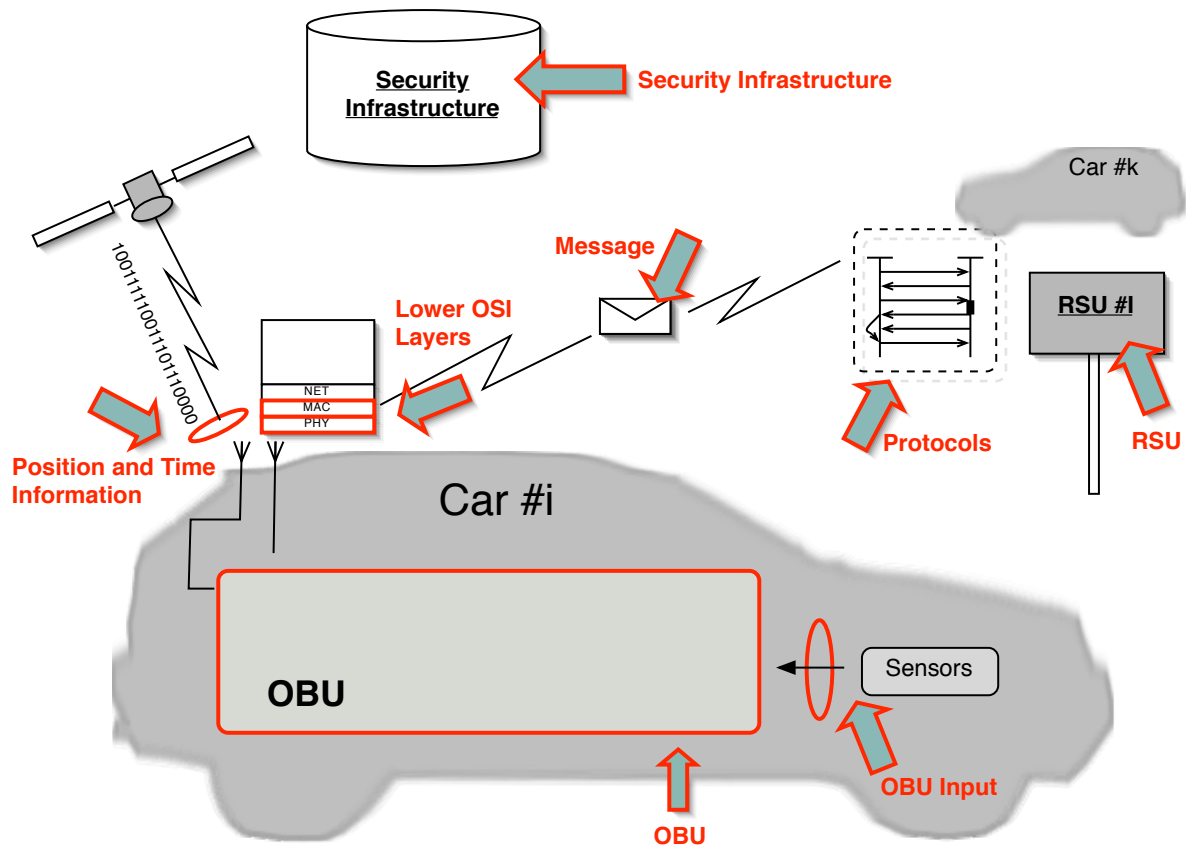 Security
Infrastructure
Security Infrastructure
Car #k
Message
RSU #l
1001111100111011110000
Lower OSI
Layers
NET
MAC
PHY
Protocols
RSU
Position and Time
Information
Car #i
Sensors
OBU
OBU Input
OBU